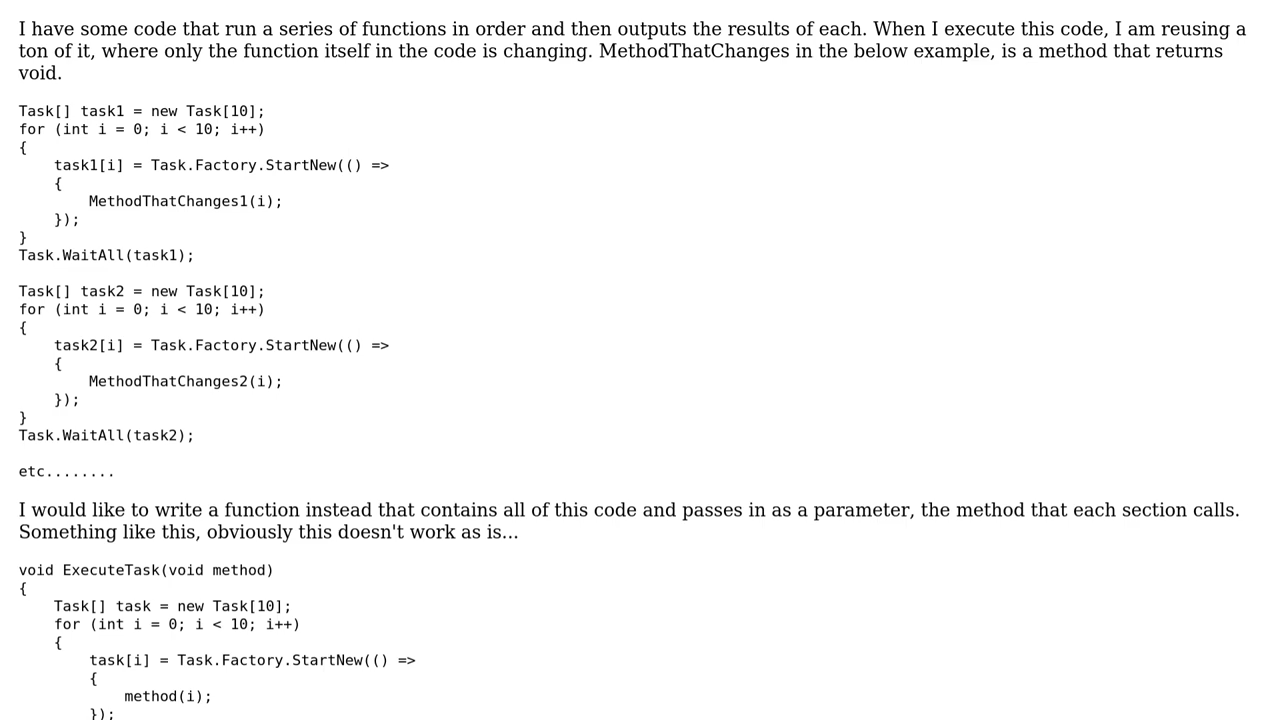 I have some code that run a series of functions in order and then outputs the results of each. When I execute this code, I am reusing a
ton of it, where only the function itself in the code is changing. MethodThatChanges in the below example, is a method that returns
void.
Task[] task1 = new Task[10];
for (int i = 0; i < 10; i++)
{
    task1[i] = Task.Factory.StartNew(() =>
    {
        MethodThatChanges1(i);
    });
}
Task.WaitAll(task1);
Task[] task2 = new Task[10];
for (int i = 0; i < 10; i++)
{
    task2[i] = Task.Factory.StartNew(() =>
    {
        MethodThatChanges2(i);
    });
}
Task.WaitAll(task2);
etc........
I would like to write a function instead that contains all of this code and passes in as a parameter, the method that each section calls.
Something like this, obviously this doesn't work as is...
void ExecuteTask(void method)
{
    Task[] task = new Task[10];
    for (int i = 0; i < 10; i++)
    {
        task[i] = Task.Factory.StartNew(() =>
        {
            method(i);
        });